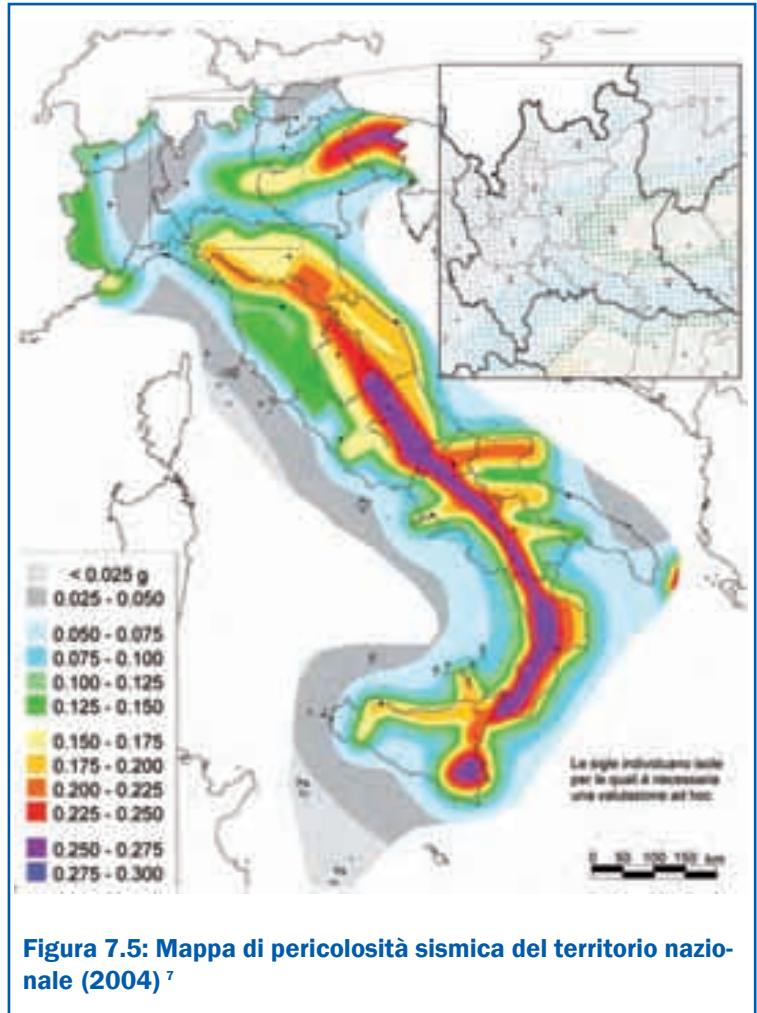 < 0.025 g
0.025 - 0.050
0.050 - 0.075
0.075 - 0.100
0.100 - 0.125
0.125 - 0.150
0.150 - 0.175
0.175 - 0.200
0.200 - 0.225
0.225 - 0.250
0.250 - 0.275
0.275 - 0.300
Le sigle individuano isole
per le quali è necessaria
una valutazione ad hoc.
0 50 100 150 km
Figura 7.5: Mappa di pericolosità sismica del territorio nazio-
nale (2004) 7